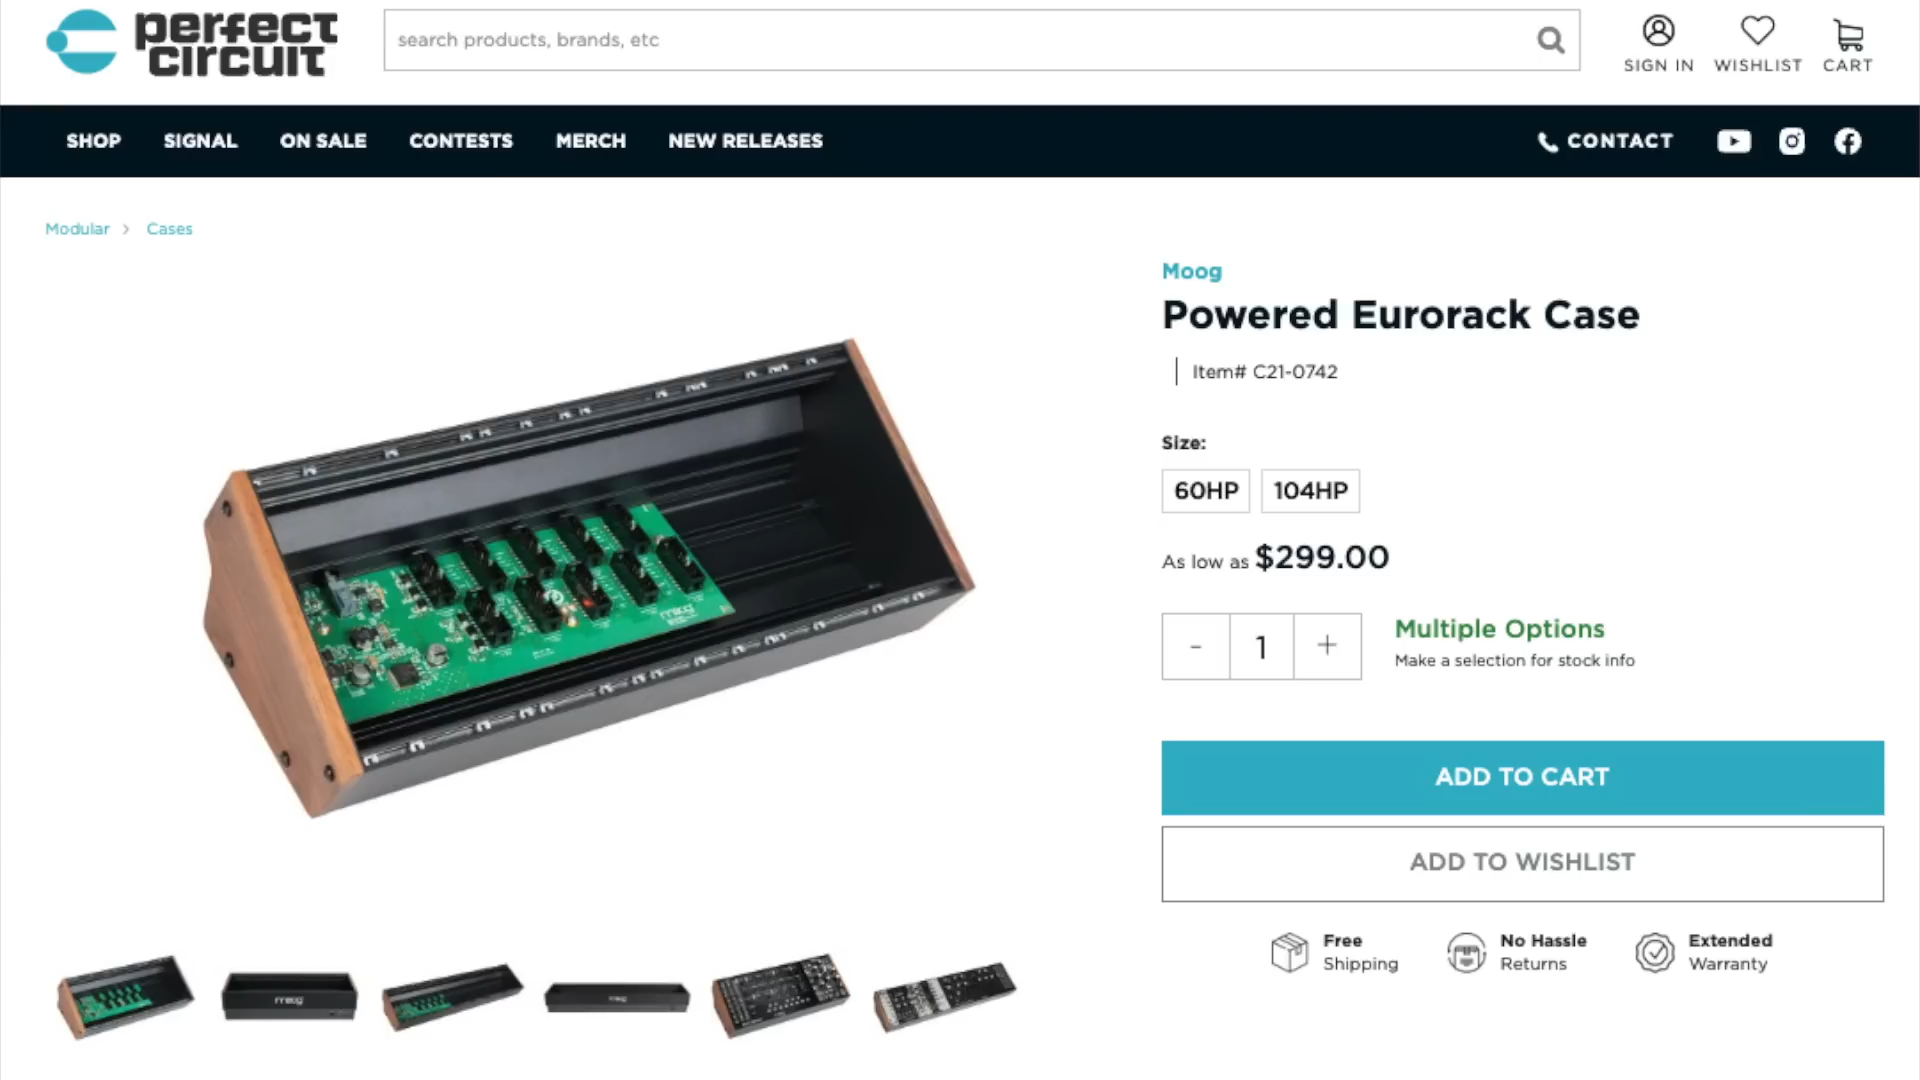 perfect
circuit
search products, brands, etc
SIGN IN
WISHLIST
CART
SHOP
SIGNAL
ON SALE
CONTESTS
MERCH
NEW RELEASES
CONTACT
Modular > Cases
Moog
Powered Eurorack Case
Item# C21-0742
Size:
60HP
104HP
As low as $299.00
- 1 +
Multiple Options
Make a selection for stock info
ADD TO CART
ADD TO WISHLIST
Free
Shipping
No Hassle
Returns
Extended
Warranty
moog
moog
moog